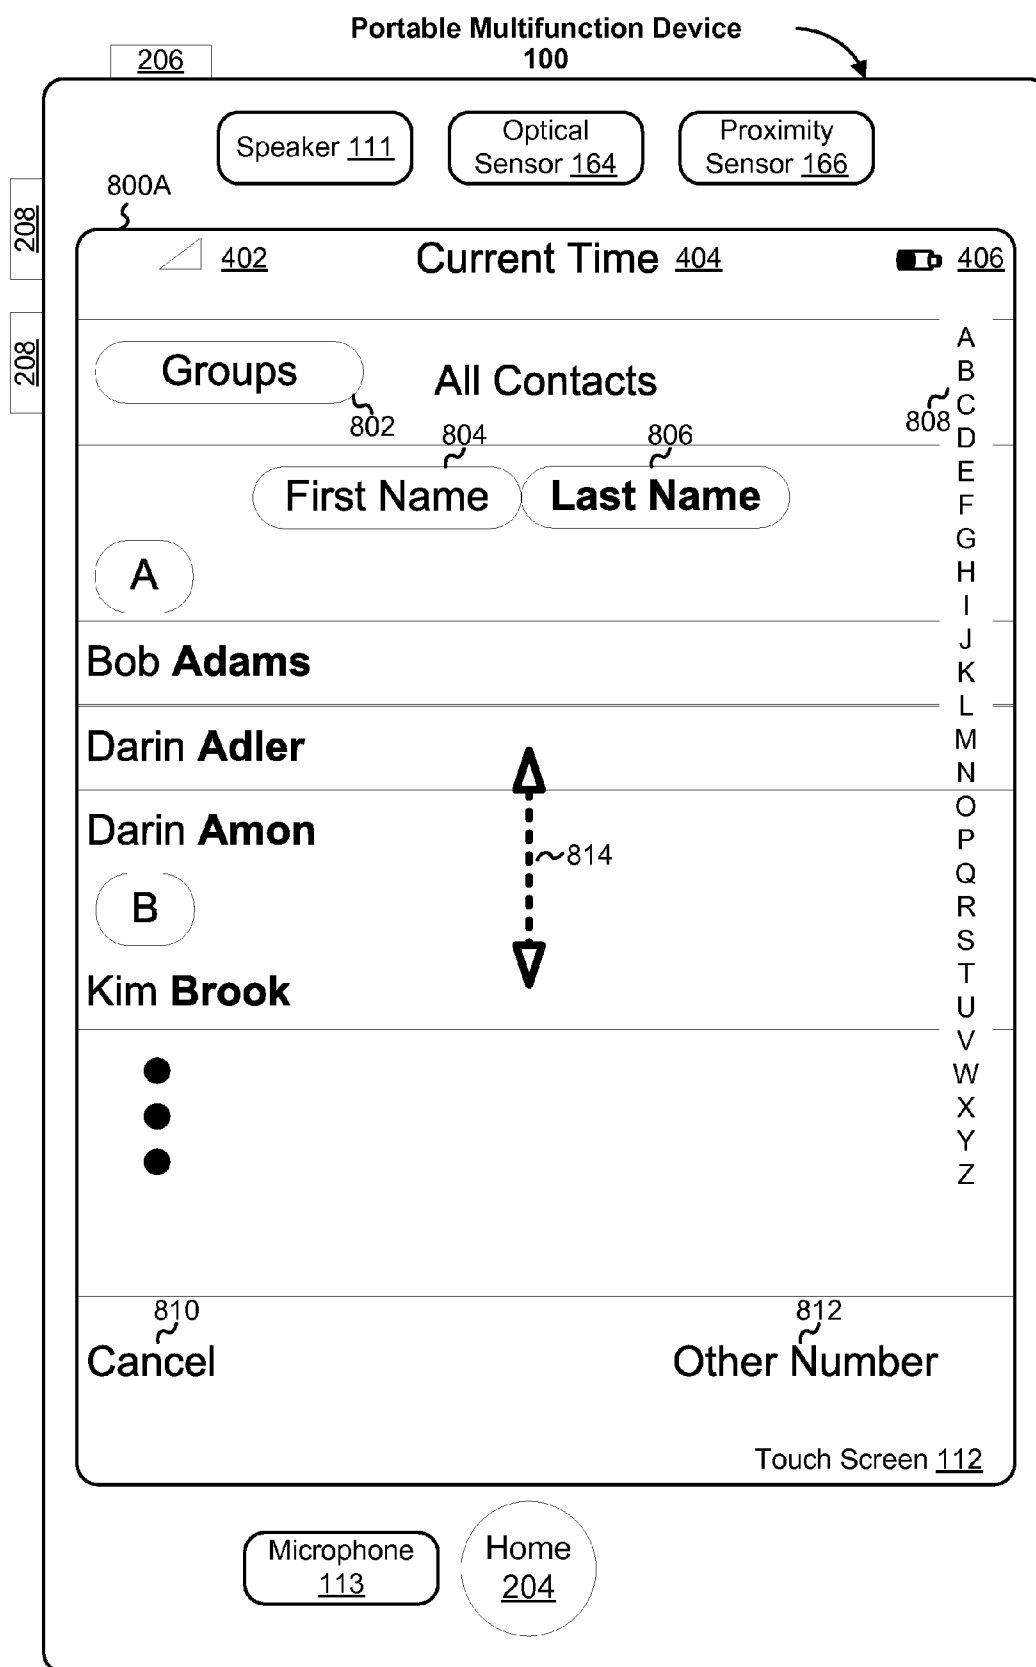 Portable Multifunction Device
100
206
Speaker 111
Optical
Sensor 164
Proximity
Sensor 166
208
208
800A
402
Current Time 404
406
Groups
802
All Contacts
808
804
806
First Name
Last Name
A
Bob Adams
Darin Adler
Darin Amon
814
B
Kim Brook
A
B
C
D
E
F
G
H
I
J
K
L
M
N
O
P
Q
R
S
T
U
V
W
X
Y
Z
810
Cancel
812
Other Number
Touch Screen 112
Microphone
113
Home
204